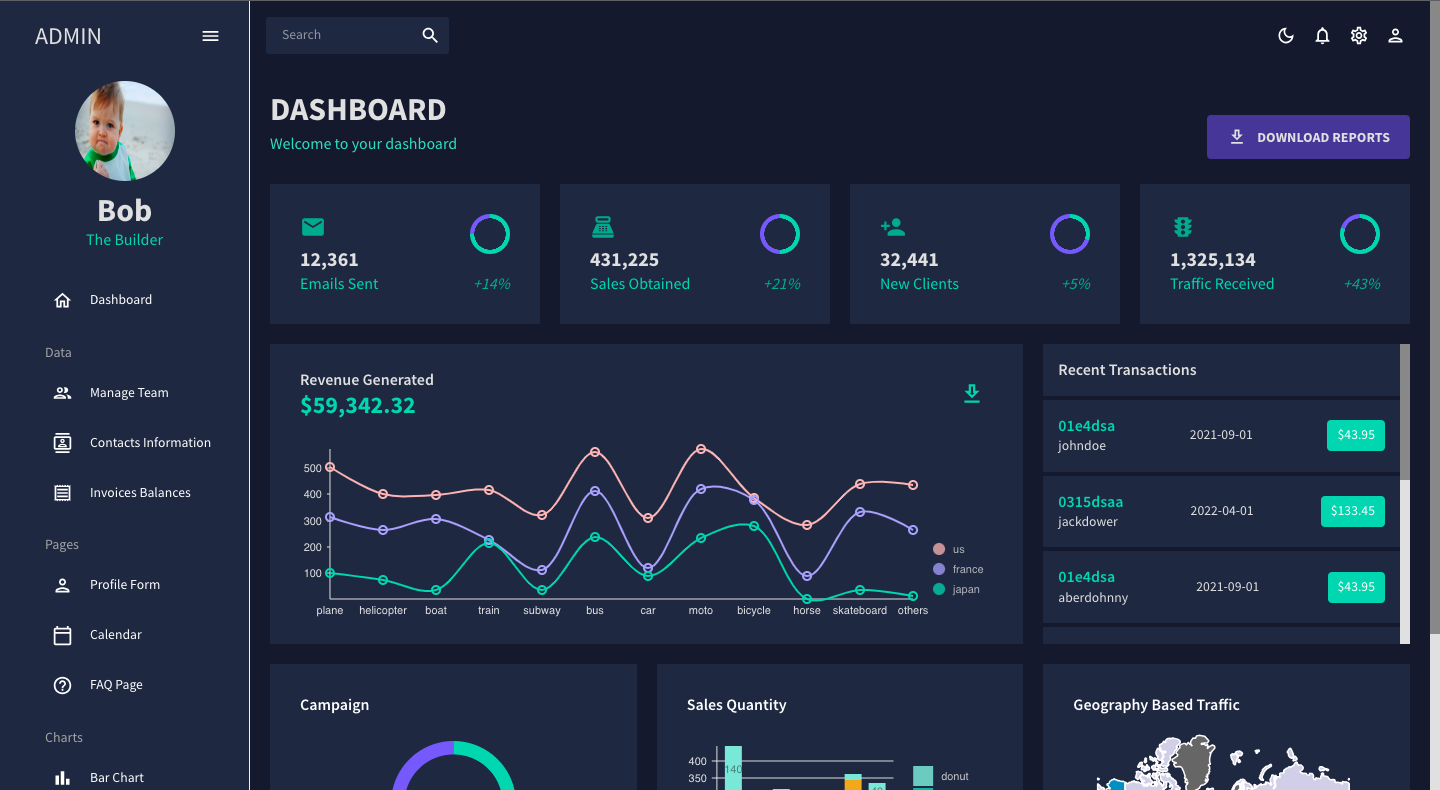 ADMIN
Search
Bob
The Builder
Dashboard
Data
Manage Team
Contacts Information
Invoices Balances
Pages
Profile Form
Calendar
FAQ Page
Charts
Bar Chart
DASHBOARD
Welcome to your dashboard
DOWNLOAD REPORTS
12,361
Emails Sent +14%
431,225
Sales Obtained +21%
32,441
New Clients +5%
1,325,134
Traffic Received +43%
Revenue Generated
$59,342.32
500
400
300
200
100
plane helicopter boat train subway bus car moto bicycle horse skateboard others
us
france
japan
Recent Transactions
01e4dsa
johndoe
2021-09-01
$43.95
0315dsaa
jackdower
2022-04-01
$133.45
01e4dsa
aberdohnny
2021-09-01
$43.95
Campaign
Sales Quantity
400
350
140
donut
Geography Based Traffic